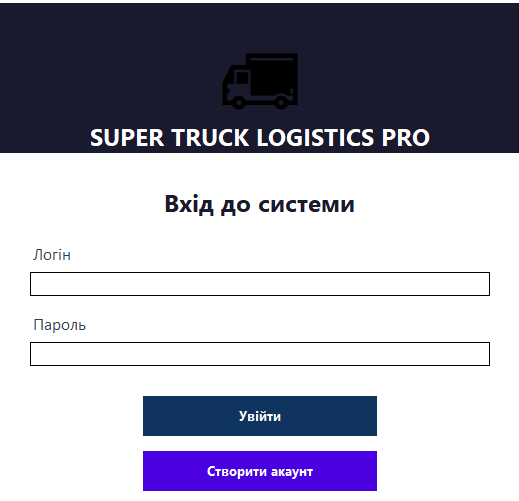 SUPER TRUCK LOGISTICS PRO
Вхід до системи
Логін
Пароль
Увійти
Створити акаунт